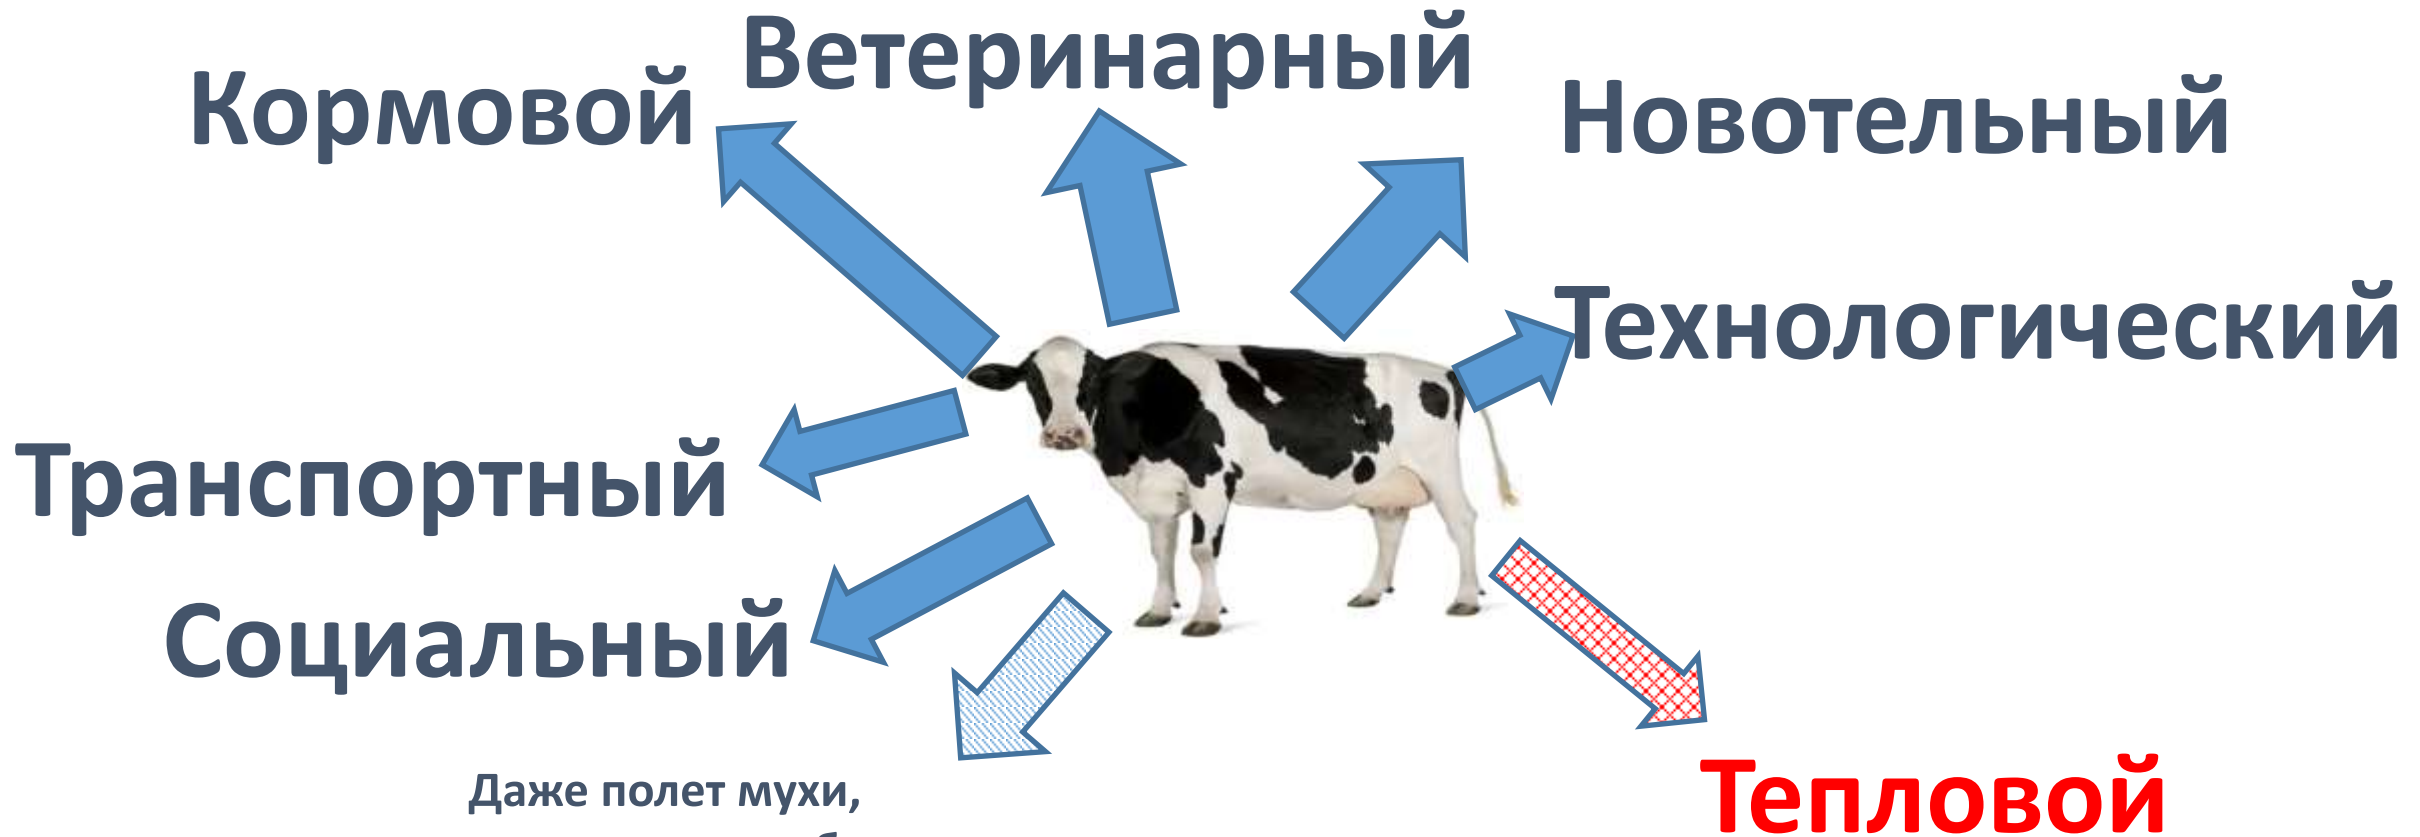 Ветеринарный
Кормовой
Новотельный
Технологический
Транспортный
Социальный
Даже полет мухи,
Тепловой